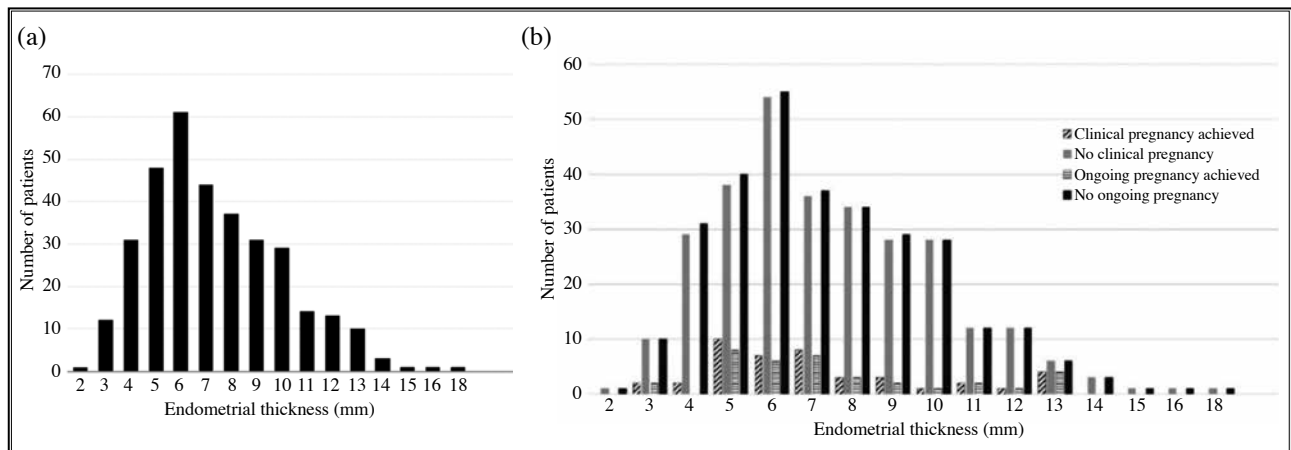 (a)
70
60
50
40
30
20
10
0
Number of patients
2 3 4 5 6 7 8 9 10 11 12 13 14 15 16 18
Endometrial thickness (mm)
(b)
60
50
40
30
20
10
0
Number of patients
Clinical pregnancy achieved
No clinical pregnancy
Ongoing pregnancy achieved
No ongoing pregnancy
2 3 4 5 6 7 8 9 10 11 12 13 14 15 16 18
Endometrial thickness (mm)